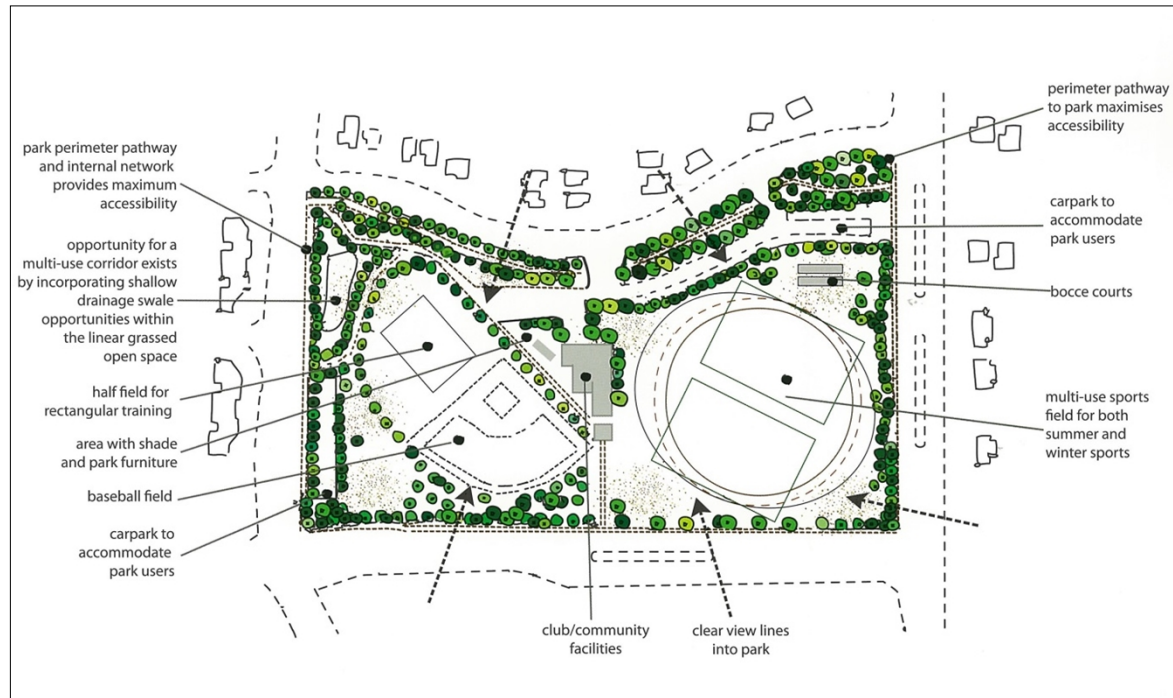 park perimeter pathway
and internal network
provides maximum
accessibility
opportunity for a
multi-use corridor exists
by incorporating shallow
drainage swale
opportunities within
the linear grassed
open space
half field for
rectangular training
area with shade
and park furniture
baseball field
carpark to
accommodate
park users
club/community
facilities
clear view lines
into park
perimeter pathway
to park maximises
accessibility
carpark to
accommodate
park users
bocce courts
multi-use sports
field for both
summer and
winter sports